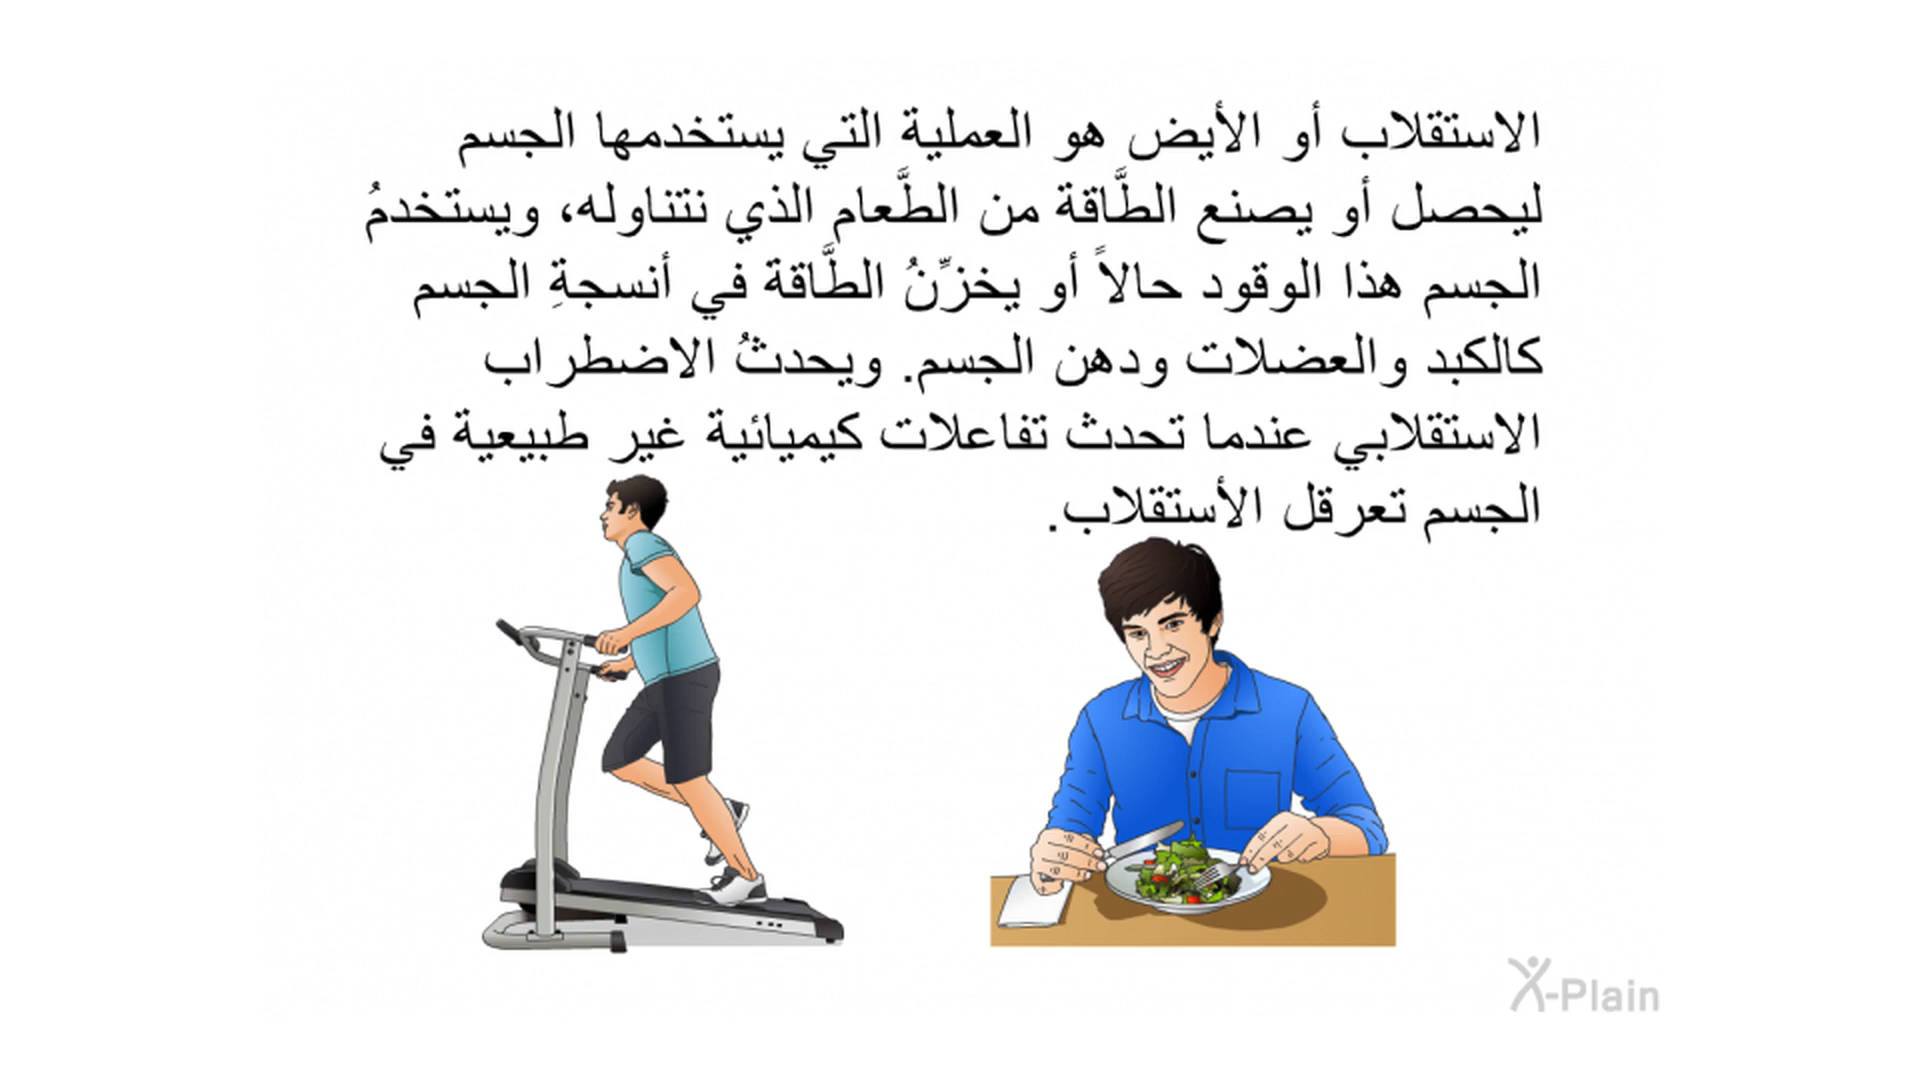 الاستقلاب أو الأيض هو العملية التي يستخدمها الجسم
ليحصل أو يصنع الطَّاقة من الطَّعام الذي نتناوله، ويستخدمُ
الجسم هذا الوقود حالاً أو يخزِّنُ الطَّاقة في أنسجةِ الجسم
كالكبد والعضلات ودهن الجسم. ويحدثُ الاضطراب
الاستقلابي عندما تحدث تفاعلات كيميائية غير طبيعية في
الجسم تعرقل الأستقلاب.
X-Plain